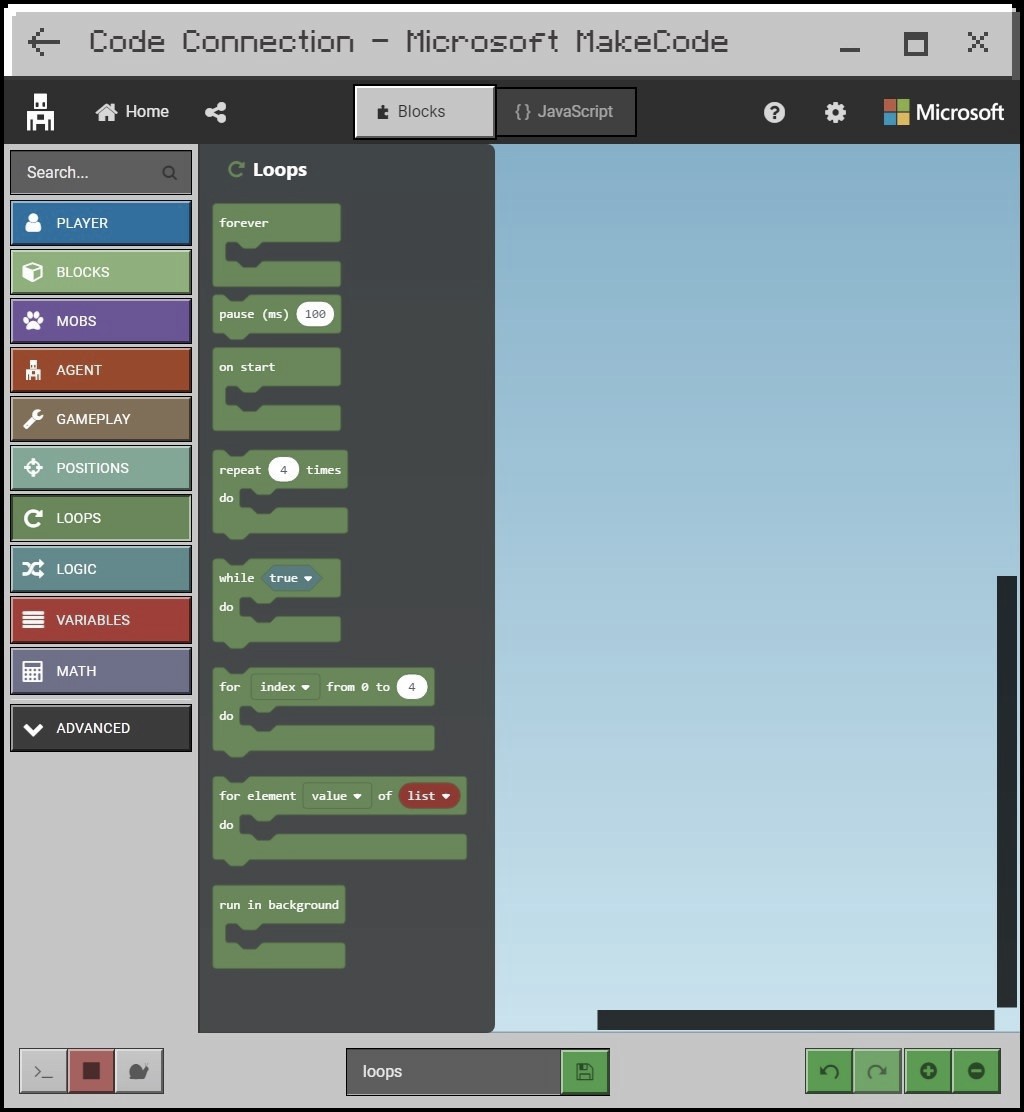 Code Connection - Microsoft MakeCode
Home
Blocks
{} JavaScript
Microsoft
Search...
PLAYER
BLOCKS
MOBS
AGENT
GAMEPLAY
POSITIONS
LOOPS
LOGIC
VARIABLES
MATH
ADVANCED
Loops
forever
pause (ms) 100
on start
repeat 4 times
do
while true
do
for index from 0 to 4
do
for element value of list
do
run in background
loops